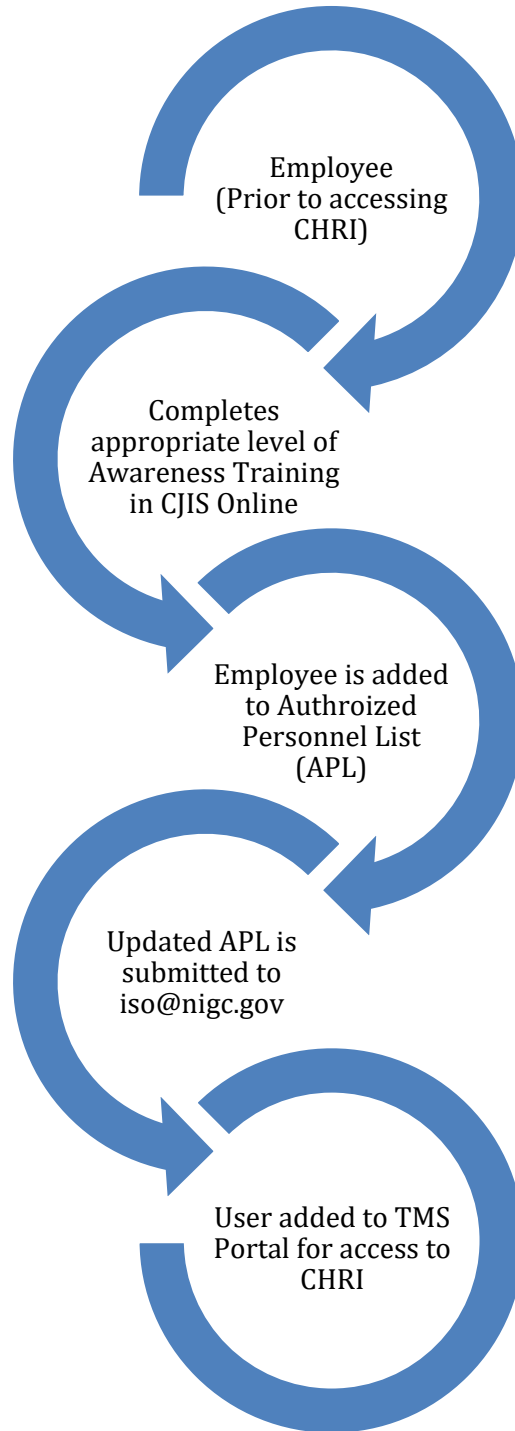 Employee
(Prior to accessing
CHRI)
Completes
appropriate level of
Awareness Training
in CJIS Online
Employee is added
to Authroized
Personnel List
(APL)
Updated APL is
submitted to
iso@nigc.gov
User added to TMS
Portal for access to
CHRI